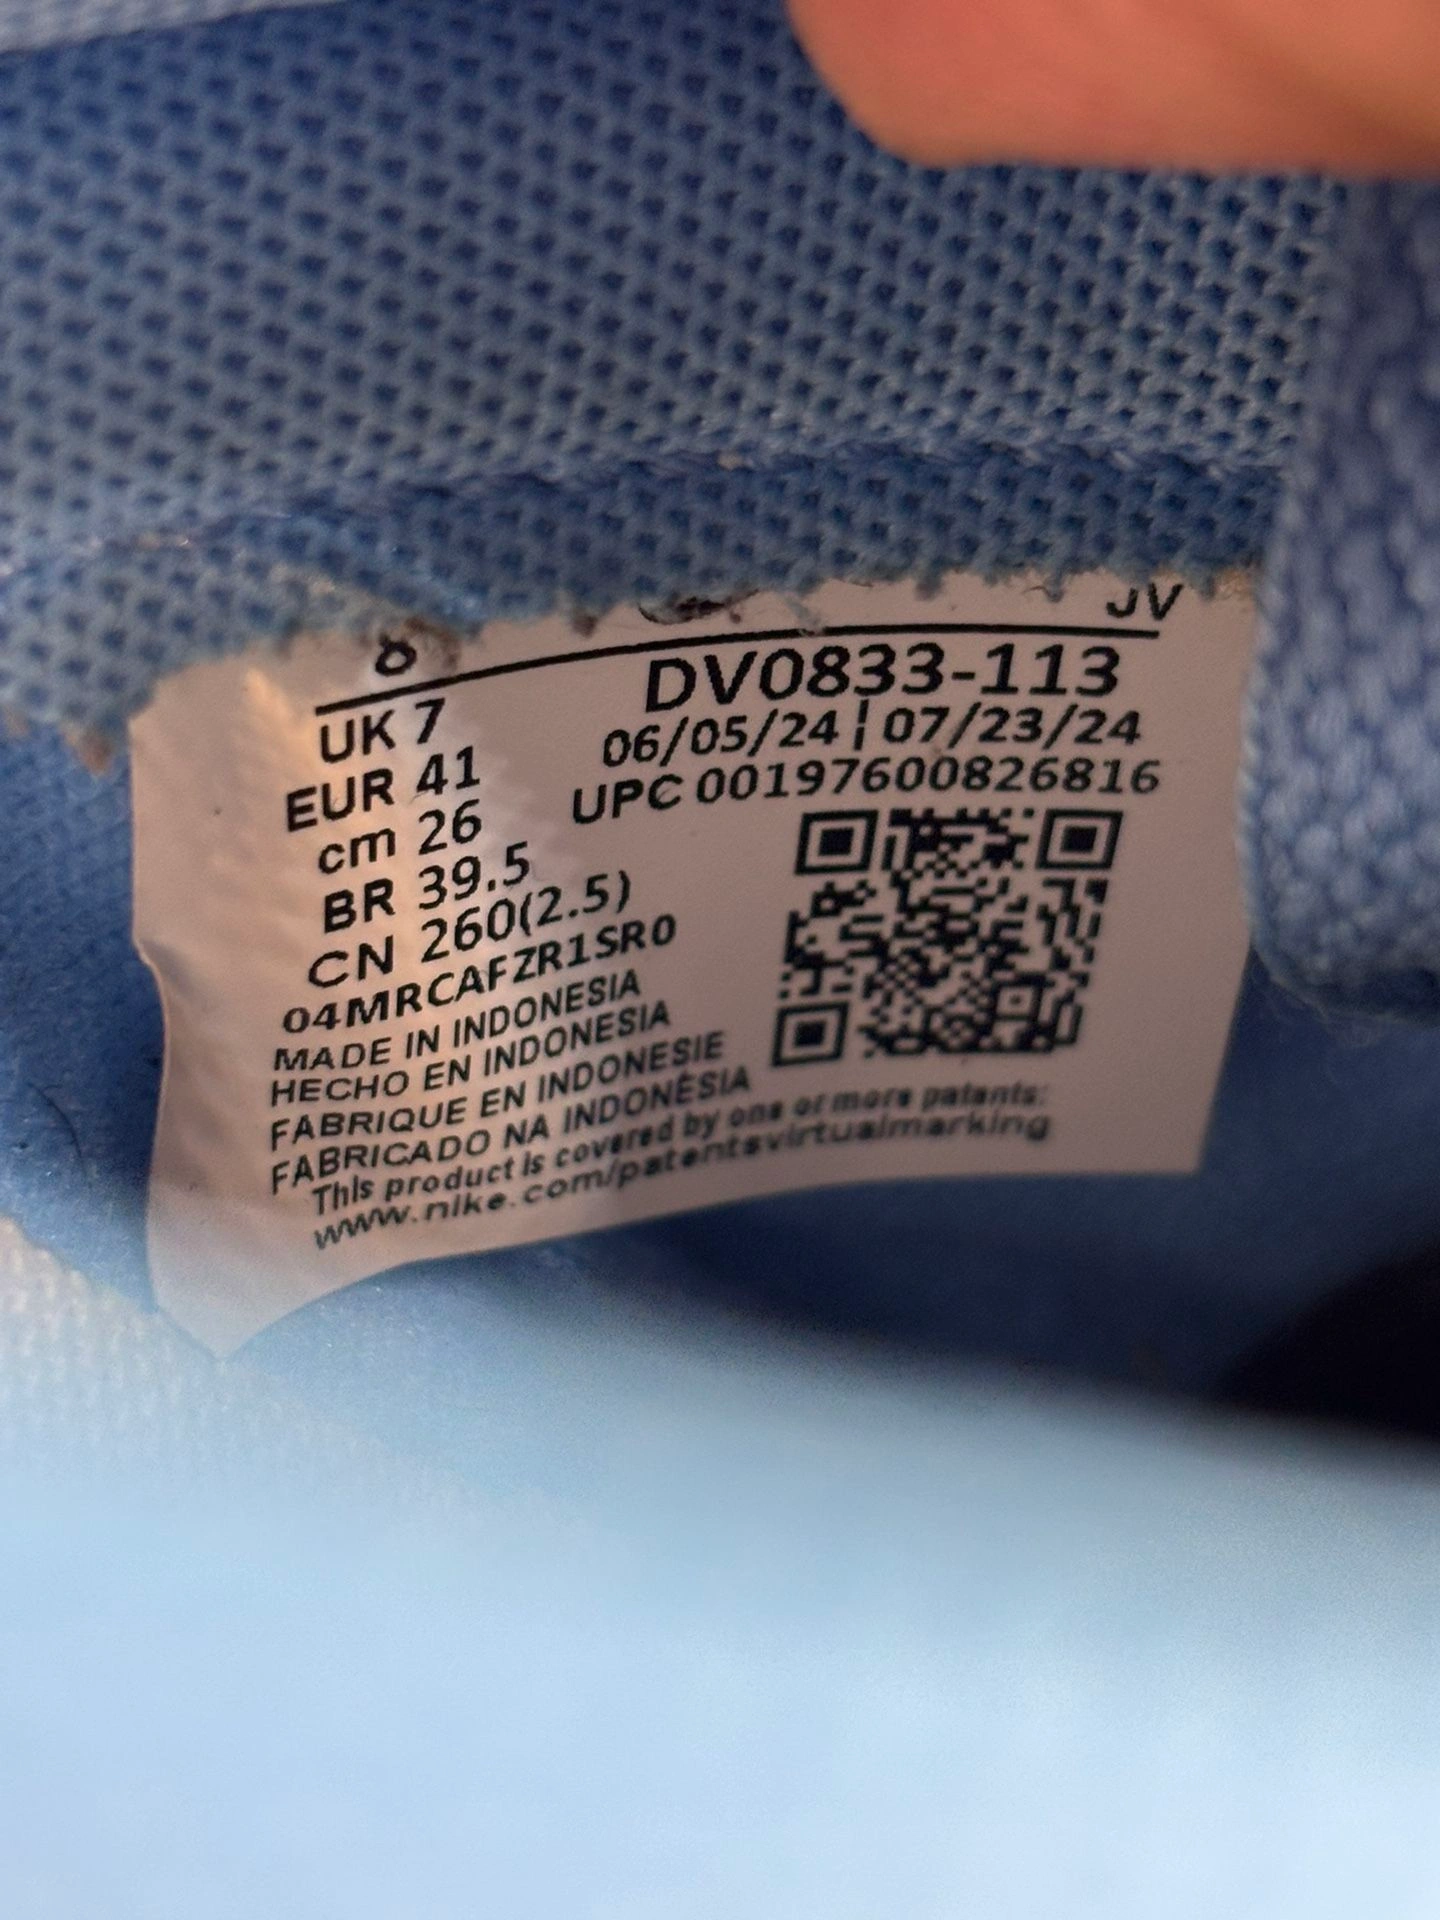 8
JV
UK 7
EUR 41
cm 26
BR 39.5
CN 260(2.5)
DV0833-113
06/05/24 ¦ 07/23/24
UPC 00197600826816
04MRCAFZR1SR0
MADE IN INDONESIA
HECHO EN INDONESIA
FABRIQUE EN INDONESIE
FABRICADO NA INDONÉSIA
This product is covered by one or more patents:
www.nike.com/patentsvirtualmarking